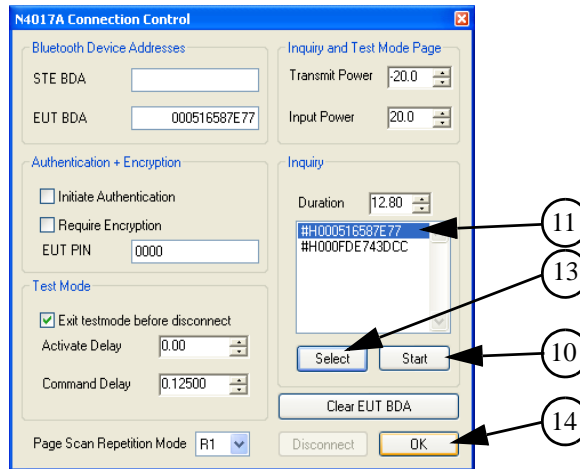 N4017A Connection Control
Bluetooth Device Addresses
STE BDA
EUT BDA 000516587E77
Inquiry and Test Mode Page
Transmit Power -20.0
Input Power 20.0
Authentication + Encryption
Initiate Authentication
Require Encryption
EUT PIN 0000
Inquiry
Duration 12.80
#H000516587E77
#H000FDE743DCC
11
13
Test Mode
Exit testmode before disconnect
Activate Delay 0.00
Command Delay 0.12500
Select Start
10
Clear EUT BDA
14
Page Scan Repetition Mode R1
Disconnect OK